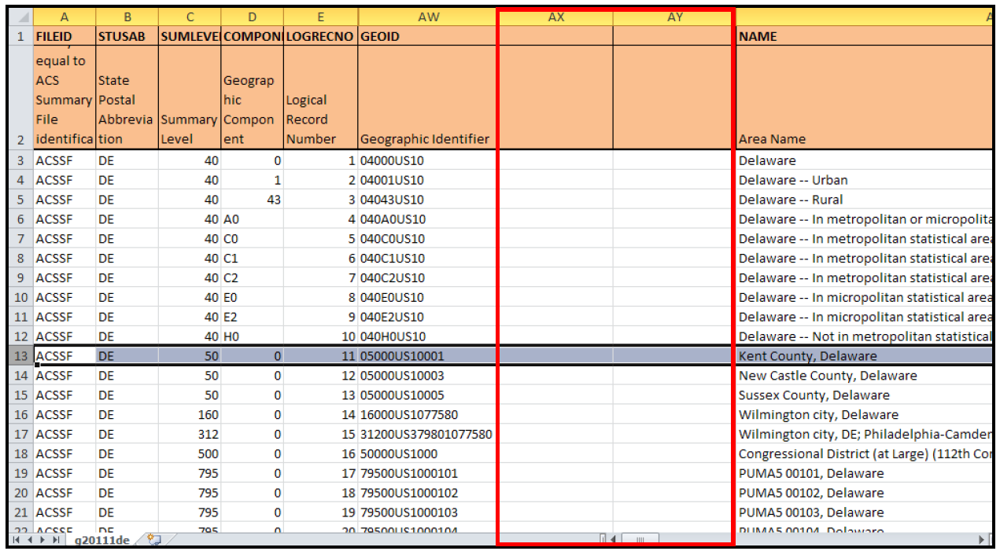 A B C D E AW AX AY A
1 FILEID STUSAB SUMLEVE COMPON LOGRECNO GEOID NAME
2 equal to ACS Summary File identifica State Postal Abbrevia tion Summary Level Geograp hic Compon ent Logical Record Number Geographic Identifier Area Name
3 ACSSF DE 40 0 1 04000US10 Delaware
4 ACSSF DE 40 1 2 04001US10 Delaware -- Urban
5 ACSSF DE 40 43 3 04043US10 Delaware -- Rural
6 ACSSF DE 40 A0 4 040A0US10 Delaware -- In metropolitan or micropolita
7 ACSSF DE 40 C0 5 040C0US10 Delaware -- In metropolitan statistical area
8 ACSSF DE 40 C1 6 040C1US10 Delaware -- In metropolitan statistical area
9 ACSSF DE 40 C2 7 040C2US10 Delaware -- In metropolitan statistical area
10 ACSSF DE 40 E0 8 040E0US10 Delaware -- In micropolitan statistical area
11 ACSSF DE 40 E2 9 040E2US10 Delaware -- In micropolitan statistical area
12 ACSSF DE 40 H0 10 040H0US10 Delaware -- Not in metropolitan statistical
13 ACSSF DE 50 0 11 05000US10001 Kent County, Delaware
14 ACSSF DE 50 0 12 05000US10003 New Castle County, Delaware
15 ACSSF DE 50 0 13 05000US10005 Sussex County, Delaware
16 ACSSF DE 160 0 14 16000US1077580 Wilmington city, Delaware
17 ACSSF DE 312 0 15 31200US379801077580 Wilmington city, DE; Philadelphia-Camden
18 ACSSF DE 500 0 16 50000US1000 Congressional District (at Large) (112th Con
19 ACSSF DE 795 0 17 79500US1000101 PUMA5 00101, Delaware
20 ACSSF DE 795 0 18 79500US1000102 PUMA5 00102, Delaware
21 ACSSF DE 795 0 19 79500US1000103 PUMA5 00103, Delaware
22 ACSSF DE 795 0 20 79500US1000104 PUMA5 00104, Delaware
g20111de